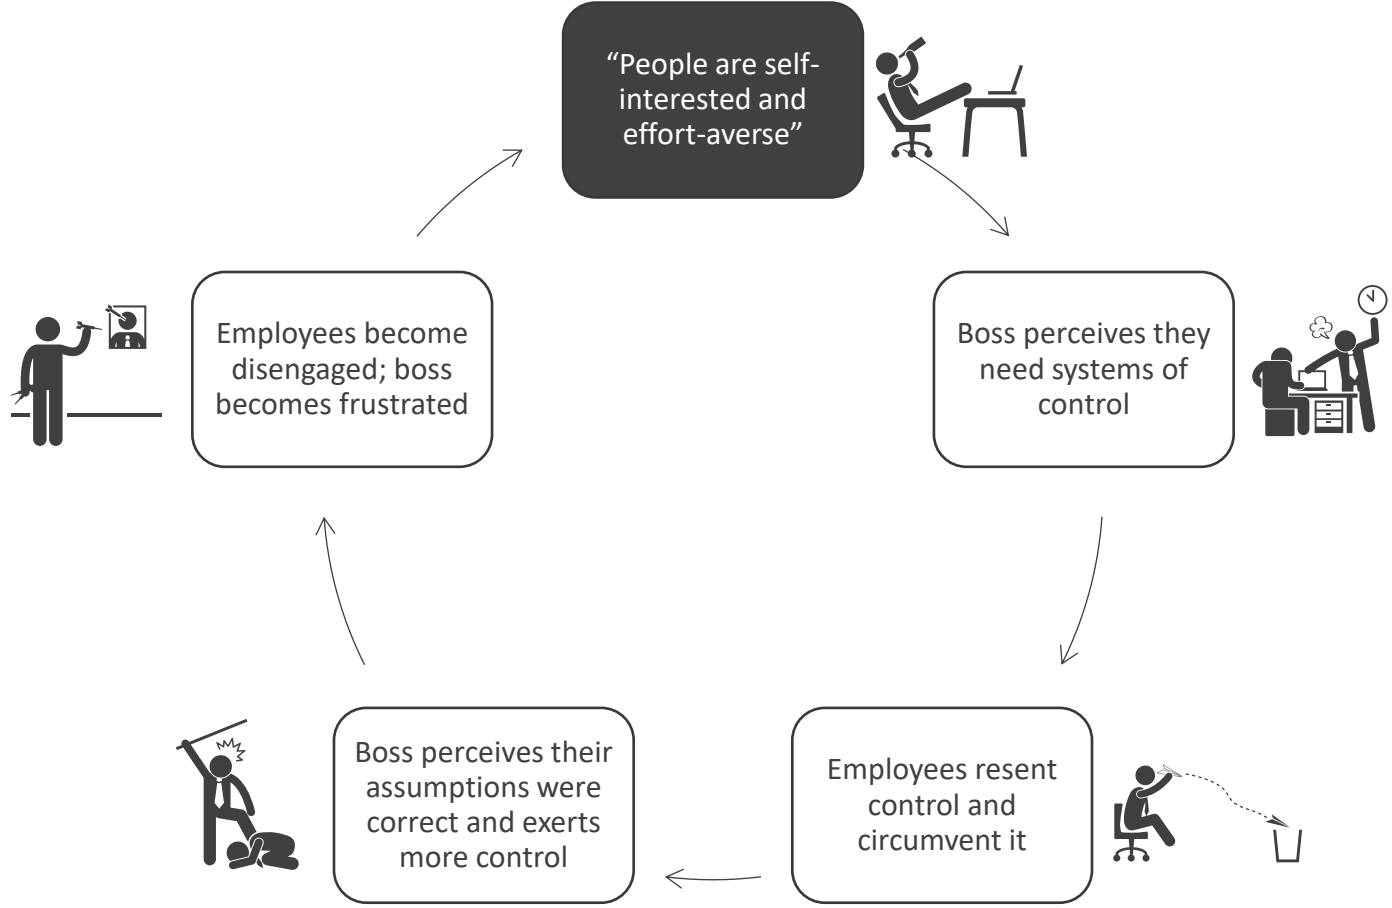 “People are self-
interested and
effort-averse”
Boss perceives they
need systems of
control
Employees resent
control and
circumvent it
Boss perceives their
assumptions were
correct and exerts
more control
Employees become
disengaged; boss
becomes frustrated